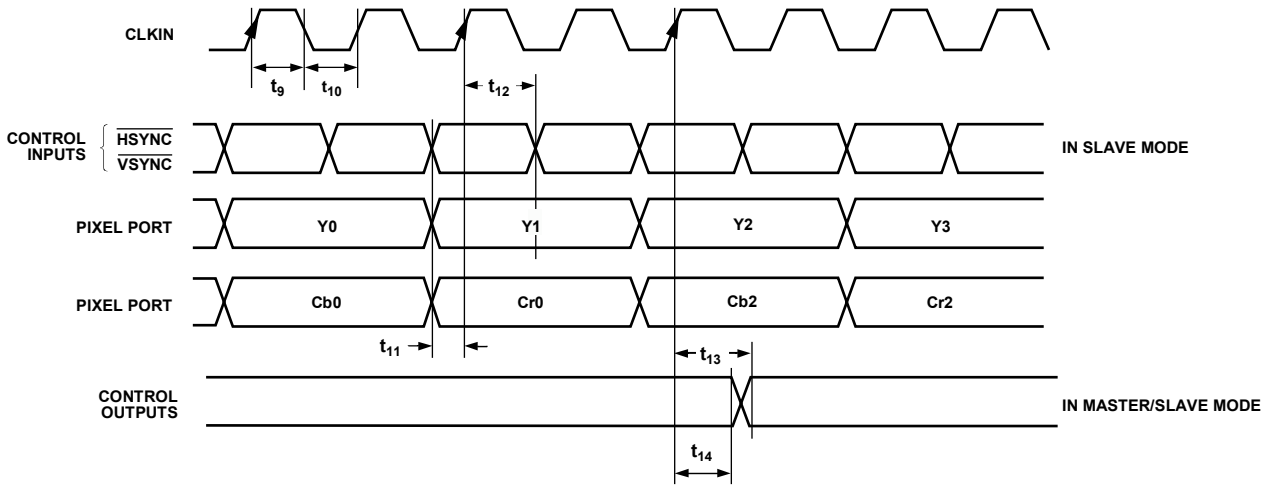 CLKIN
t9 t10 t12
CONTROL INPUTS { HSYNC VSYNC
IN SLAVE MODE
PIXEL PORT Y0 Y1 Y2 Y3
PIXEL PORT Cb0 Cr0 Cb2 Cr2
t11 t13
CONTROL OUTPUTS
IN MASTER/SLAVE MODE
t14